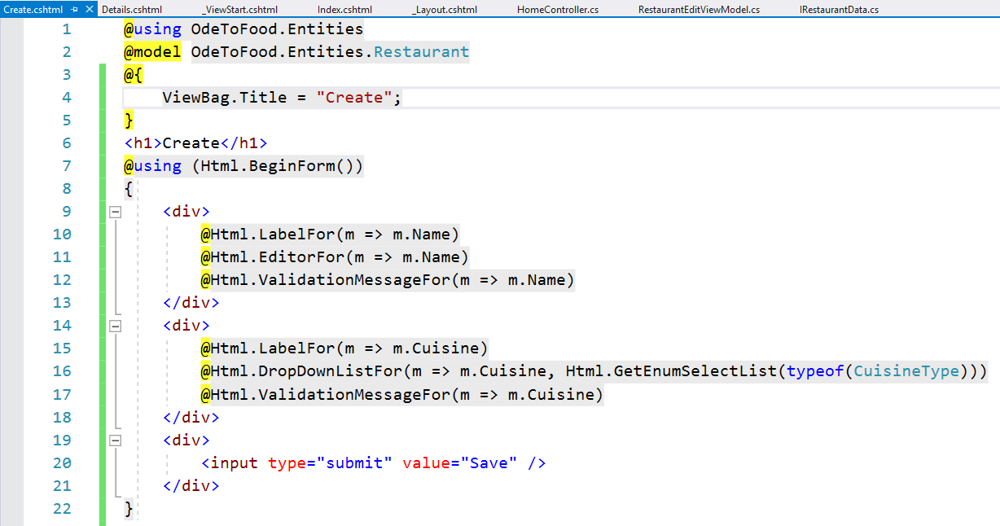 Create.cshtml Details.cshtml _ViewStart.cshtml Index.cshtml _Layout.cshtml HomeController.cs RestaurantEditViewModel.cs IRestaurantData.cs
1 @using OdeToFood.Entities
2 @model OdeToFood.Entities.Restaurant
3 @{
4     ViewBag.Title = "Create";
5 }
6 <h1>Create</h1>
7 @using (Html.BeginForm())
8 {
9     <div>
10         @Html.LabelFor(m => m.Name)
11         @Html.EditorFor(m => m.Name)
12         @Html.ValidationMessageFor(m => m.Name)
13     </div>
14     <div>
15         @Html.LabelFor(m => m.Cuisine)
16         @Html.DropDownListFor(m => m.Cuisine, Html.GetEnumSelectList(typeof(CuisineType)))
17         @Html.ValidationMessageFor(m => m.Cuisine)
18     </div>
19     <div>
20         <input type="submit" value="Save" />
21     </div>
22 }